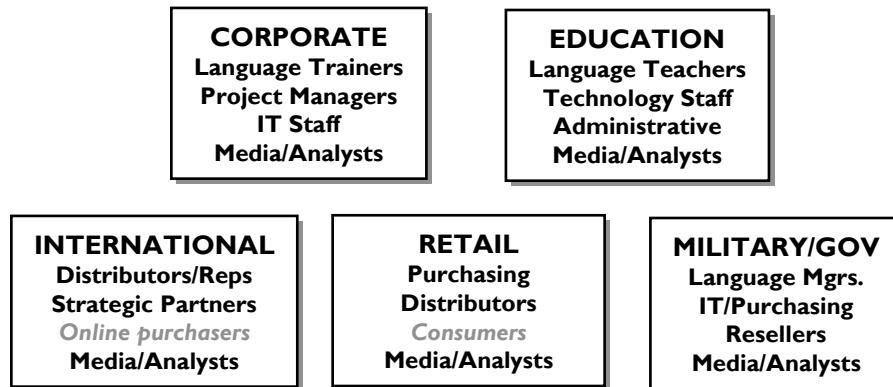 CORPORATE
Language Trainers
Project Managers
IT Staff
Media/Analysts
EDUCATION
Language Teachers
Technology Staff
Administrative
Media/Analysts
INTERNATIONAL
Distributors/Reps
Strategic Partners
Online purchasers
Media/Analysts
RETAIL
Purchasing
Distributors
Consumers
Media/Analysts
MILITARY/GOV
Language Mgrs.
IT/Purchasing
Resellers
Media/Analysts